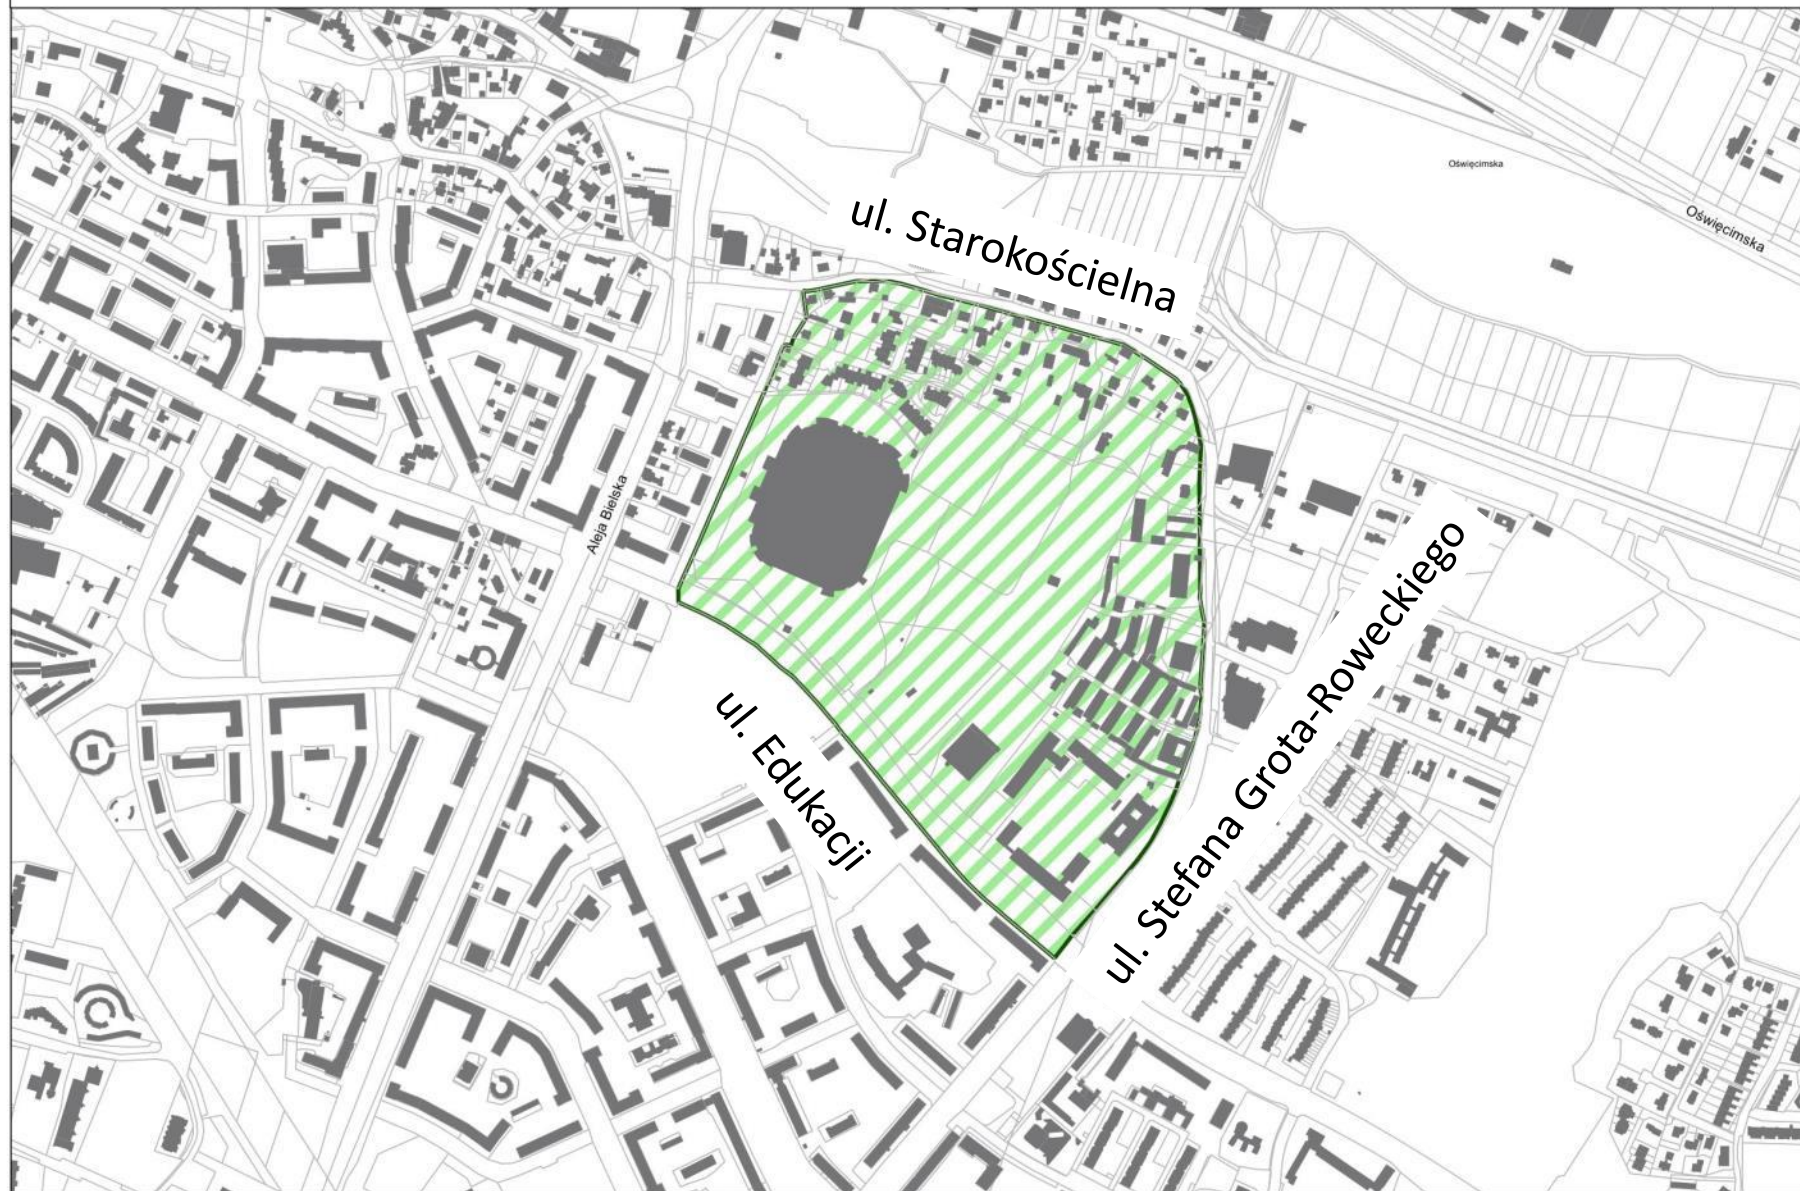 Oświęcimska
Oświęcimska
ul. Starokościelna
Aleja Bielska
ul. Edukacji
ul. Stefana Grota-Roweckiego